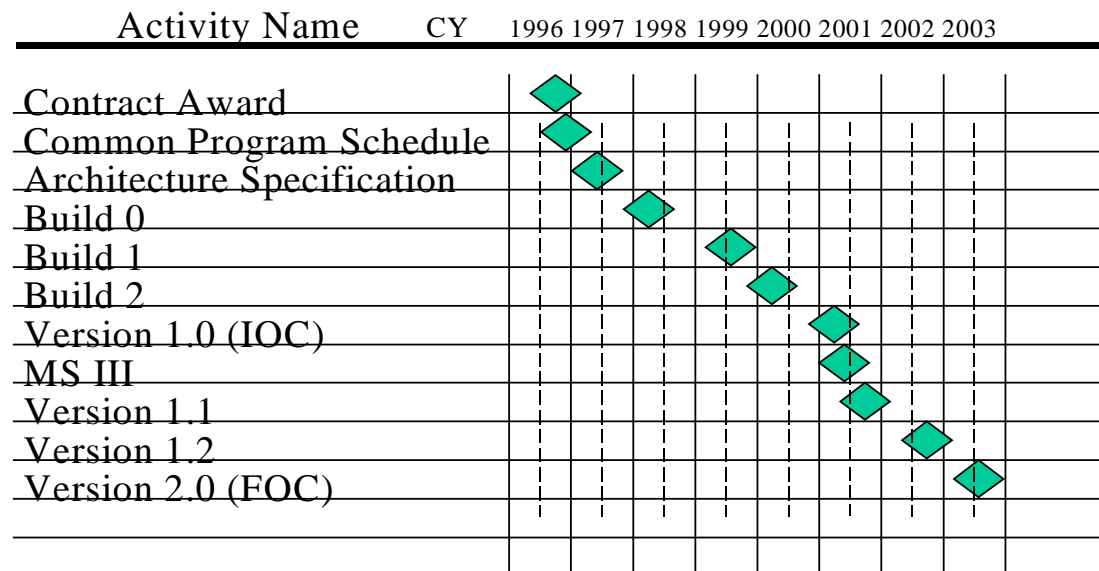 Activity Name CY 1996 1997 1998 1999 2000 2001 2002 2003
Contract Award
Common Program Schedule
Architecture Specification
Build 0
Build 1
Build 2
Version 1.0 (IOC)
MS III
Version 1.1
Version 1.2
Version 2.0 (FOC)